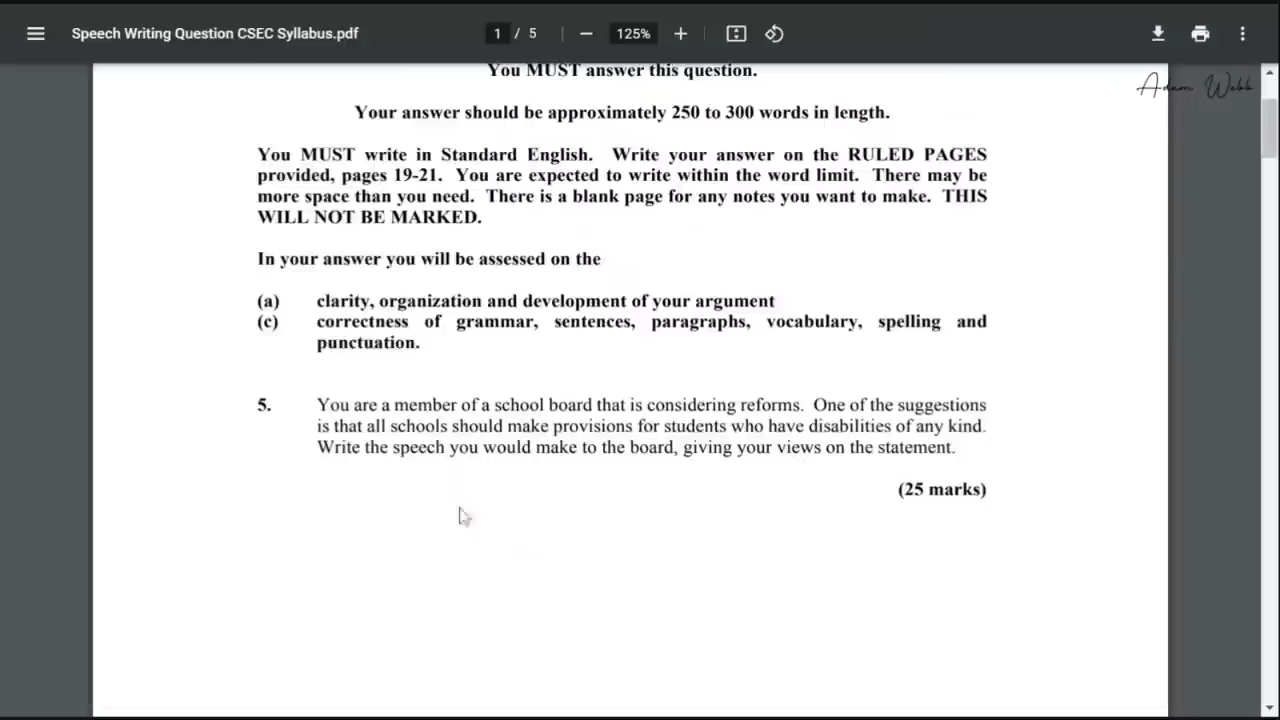 Speech Writing Question CSEC Syllabus.pdf
1 / 5
125%
Adam Webb
You MUST answer this question.
Your answer should be approximately 250 to 300 words in length.
You MUST write in Standard English. Write your answer on the RULED PAGES
provided, pages 19-21. You are expected to write within the word limit. There may be
more space than you need. There is a blank page for any notes you want to make. THIS
WILL NOT BE MARKED.
In your answer you will be assessed on the
(a) clarity, organization and development of your argument
(c) correctness of grammar, sentences, paragraphs, vocabulary, spelling and
punctuation.
5. You are a member of a school board that is considering reforms. One of the suggestions
is that all schools should make provisions for students who have disabilities of any kind.
Write the speech you would make to the board, giving your views on the statement.
(25 marks)